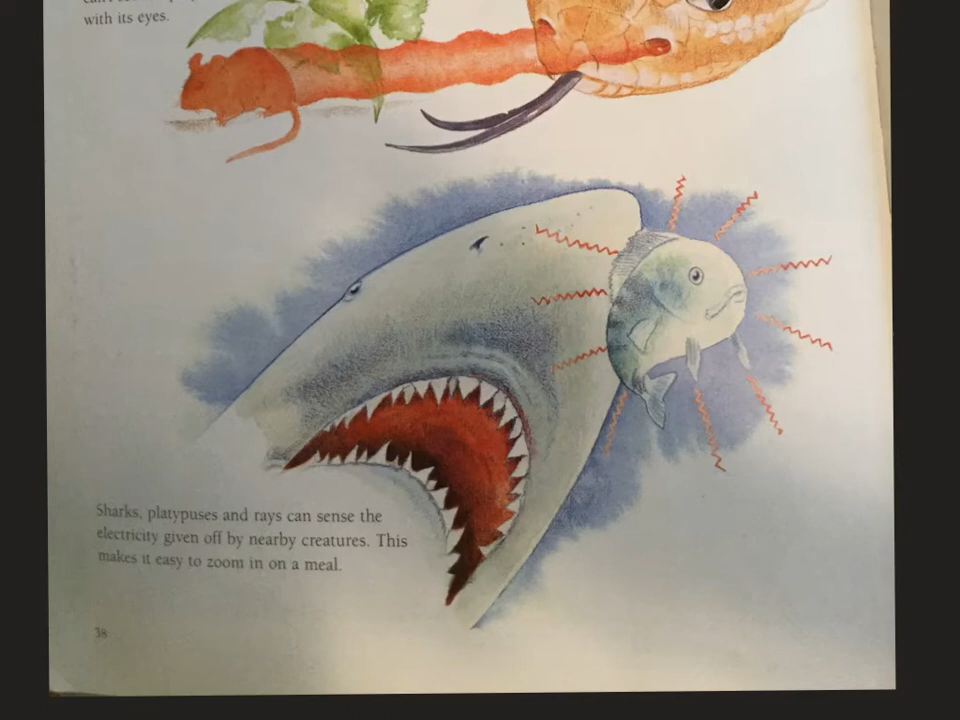 with its eyes.
Sharks, platypuses and rays can sense the
electricity given off by nearby creatures. This
makes it easy to zoom in on a meal.
38